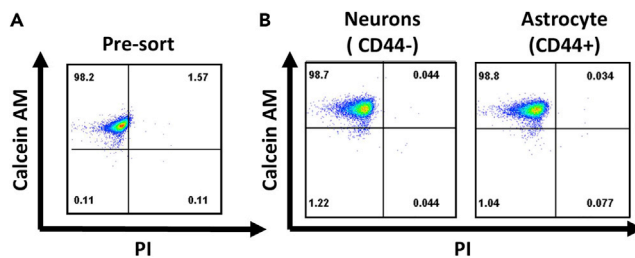 A
Pre-sort
98.2 1.57
0.11 0.11
Calcein AM
PI
B
Neurons
( CD44-)
98.7 0.044
1.22 0.044
Astrocyte
(CD44+)
98.8 0.034
1.04 0.077
Calcein AM
PI